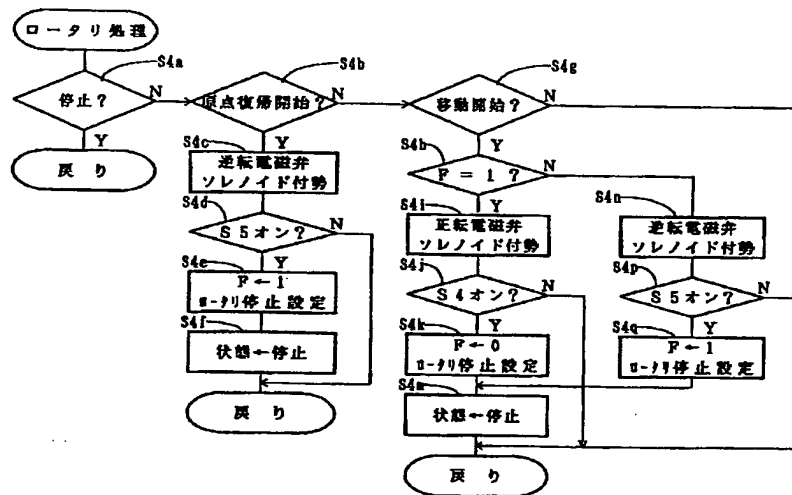 ロータリ処理
S4a
停止?
N
Y
戻り
S4b
原点復帰開始?
N
Y
S4c
逆転電磁弁
ソレノイド付勢
S4d
S5オン?
N
Y
S4e
F←1
ロータリ停止設定
S4f
状態←停止
戻り
S4g
移動開始?
N
Y
S4h
F=1?
N
Y
S4i
正転電磁弁
ソレノイド付勢
S4j
S4オン?
N
Y
S4k
F←0
ロータリ停止設定
S4m
状態←停止
戻り
S4n
逆転電磁弁
ソレノイド付勢
S4p
S5オン?
N
Y
S4q
F←1
ロータリ停止設定